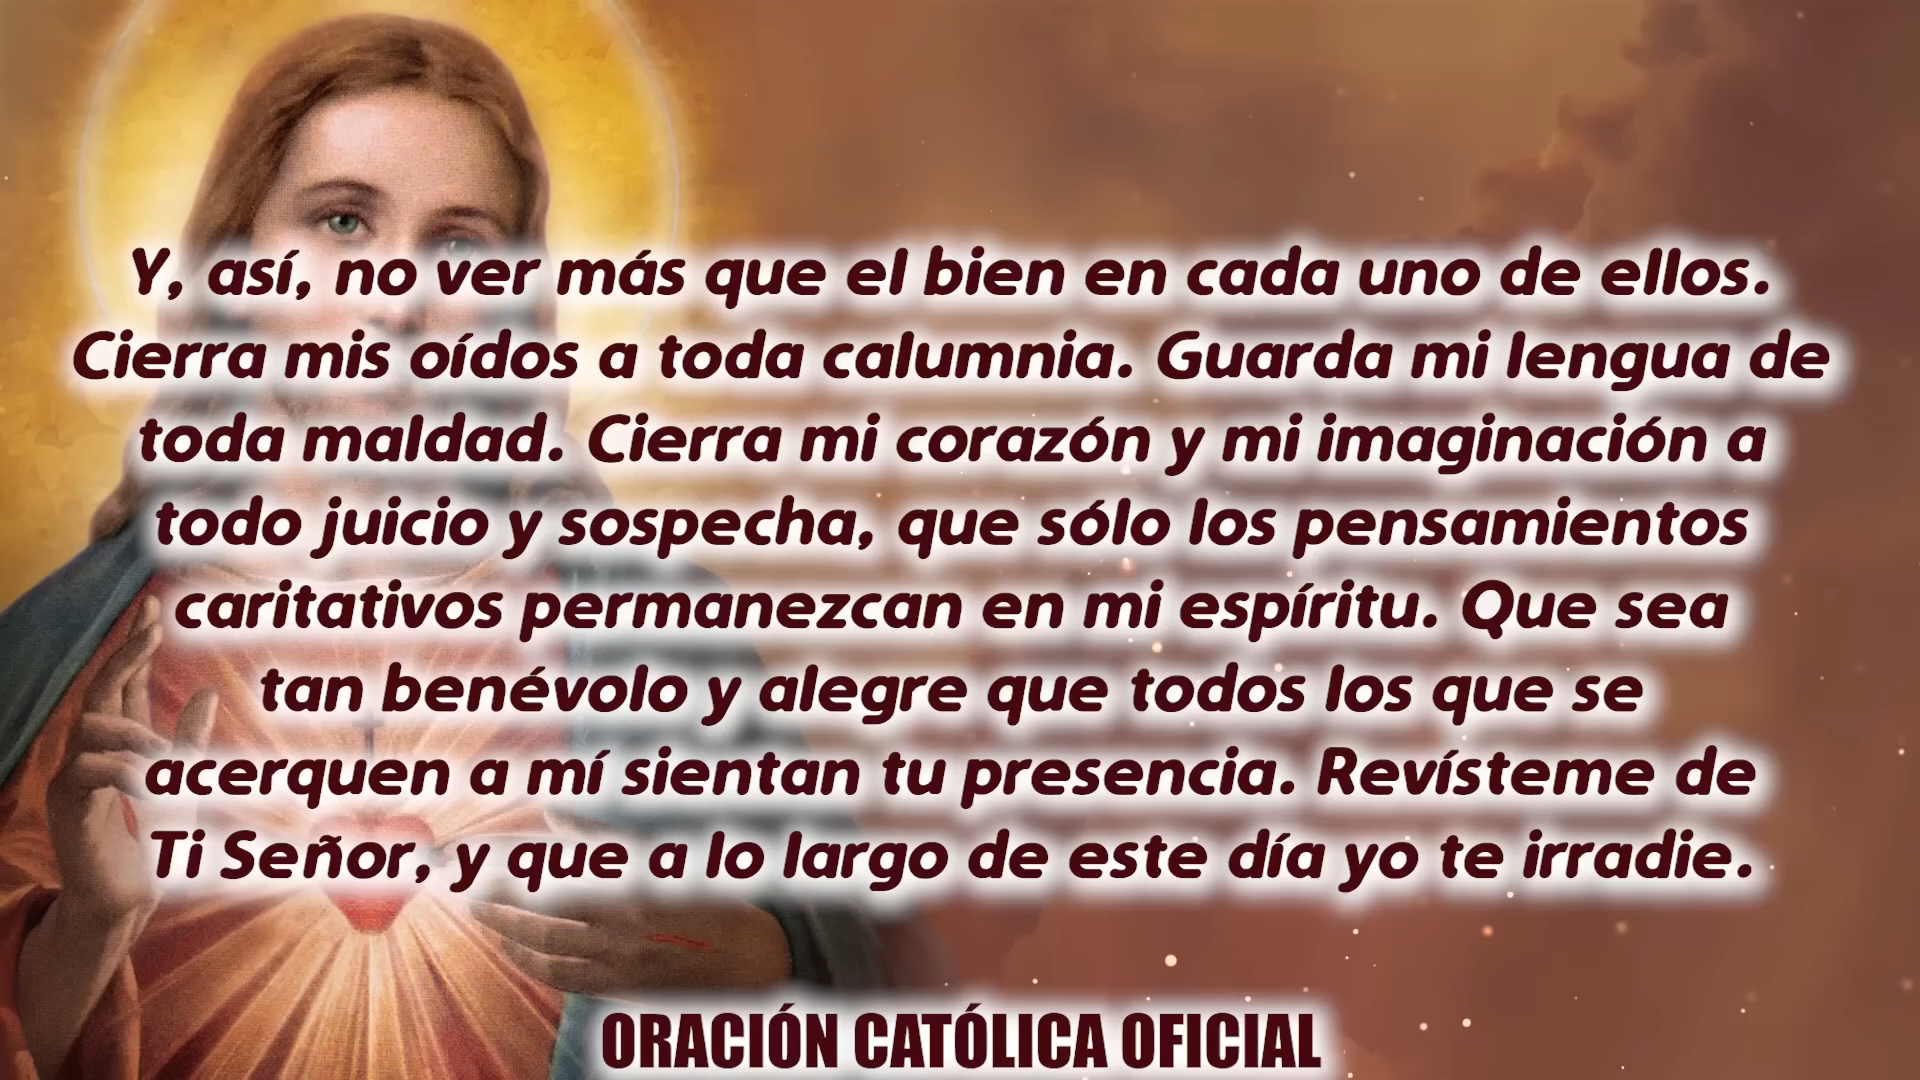 Y, así, no ver más que el bien en cada uno de ellos.
Cierra mis oídos a toda calumnia. Guarda mi lengua de
toda maldad. Cierra mi corazón y mi imaginación a
todo juicio y sospecha, que sólo los pensamientos
caritativos permanezcan en mi espíritu. Que sea
tan benévolo y alegre que todos los que se
acerquen a mí sientan tu presencia. Revísteme de
Ti Señor, y que a lo largo de este día yo te irradie.
ORACIÓN CATÓLICA OFICIAL